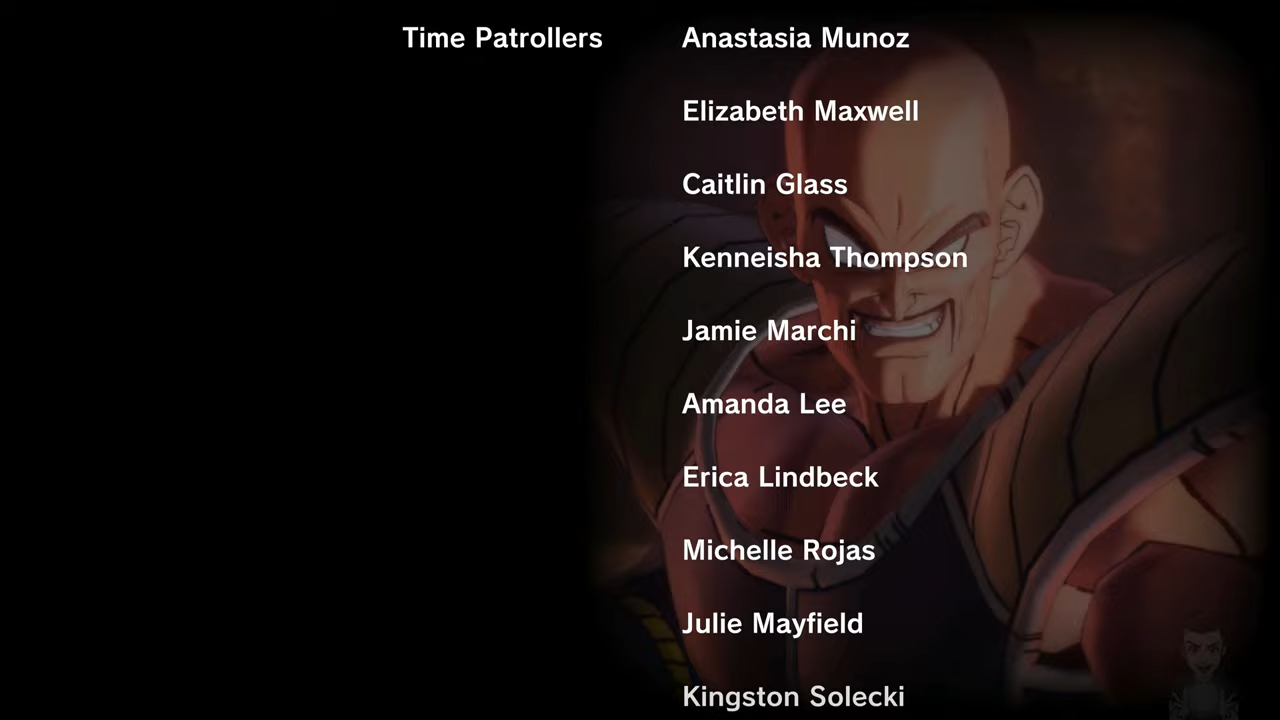 Time Patrollers Anastasia Munoz
Elizabeth Maxwell
Caitlin Glass
Kenneisha Thompson
Jamie Marchi
Amanda Lee
Erica Lindbeck
Michelle Rojas
Julie Mayfield
Kingston Solecki